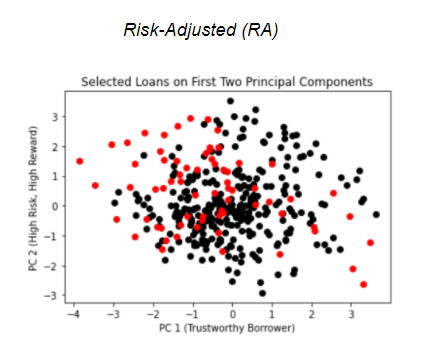 Risk-Adjusted (RA)
Selected Loans on First Two Principal Components
PC 2 (High Risk, High Reward)
3
2
1
0
−1
−2
−3
−4 −3 −2 −1 0 1 2 3
PC 1 (Trustworthy Borrower)